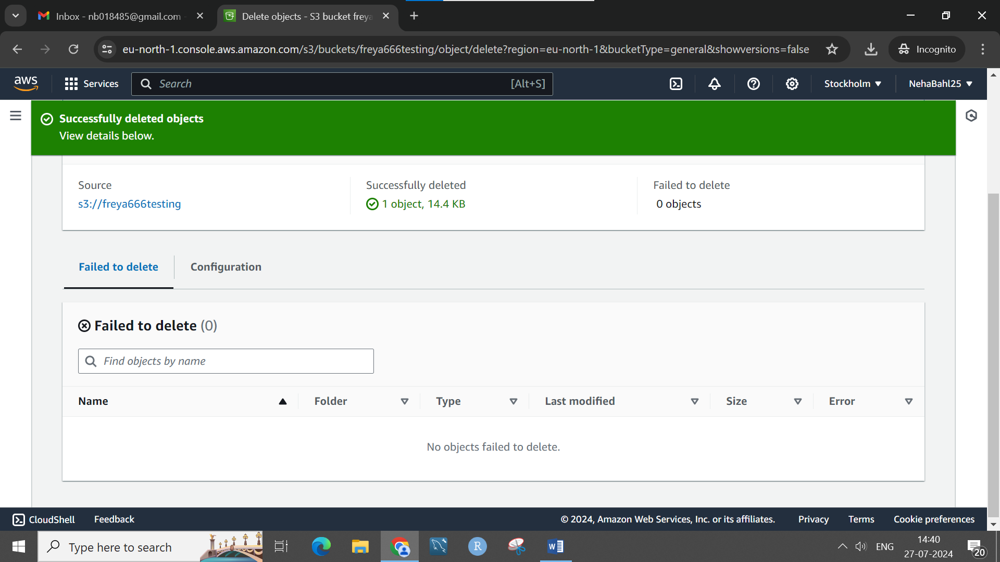 Inbox - nb018485@gmail.com -
Delete objects - S3 bucket freya
eu-north-1.console.aws.amazon.com/s3/buckets/freya666testing/object/delete?region=eu-north-1&bucketType=general&showversions=false
Incognito
aws
Services
Search
[Alt+S]
Stockholm
NehaBahl25
Successfully deleted objects
View details below.
Source
s3://freya666testing
Successfully deleted
1 object, 14.4 KB
Failed to delete
0 objects
Failed to delete
Configuration
Failed to delete (0)
Find objects by name
Name Folder Type Last modified Size Error
No objects failed to delete.
CloudShell
Feedback
© 2024, Amazon Web Services, Inc. or its affiliates.
Privacy
Terms
Cookie preferences
Type here to search
R
W
ENG
14:40
27-07-2024
20